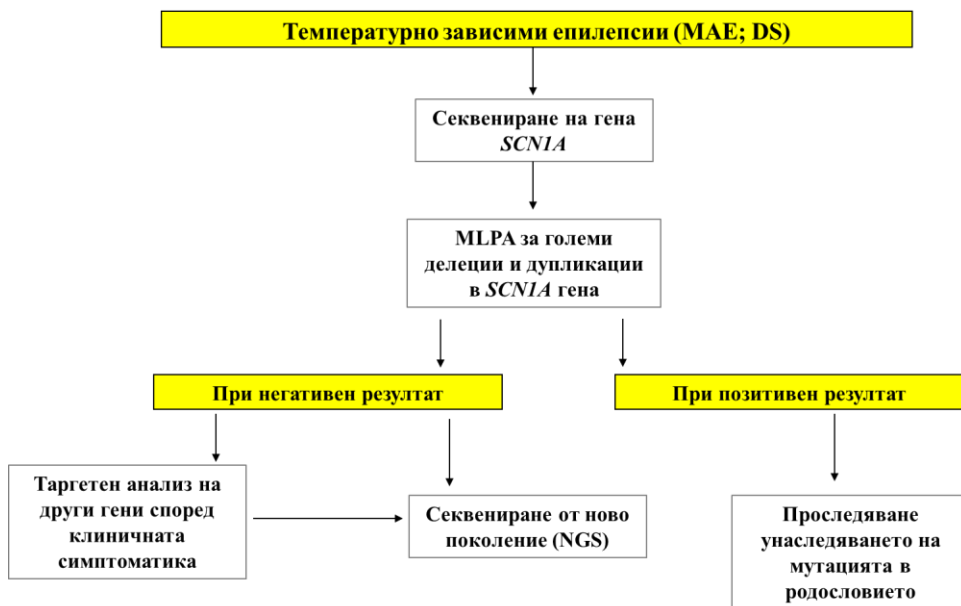 Температурно зависими епилепсии (МАЕ; DS)
Секвениране на гена
SCN1A
MLPA за големи
делеции и дупликации
в SCN1A гена
При негативен резултат
При позитивен резултат
Таргетен анализ на
други гени според
клиничната
симптоматика
Секвениране от ново
поколение (NGS)
Проследяване
унаследяването на
мутацията в
родословието